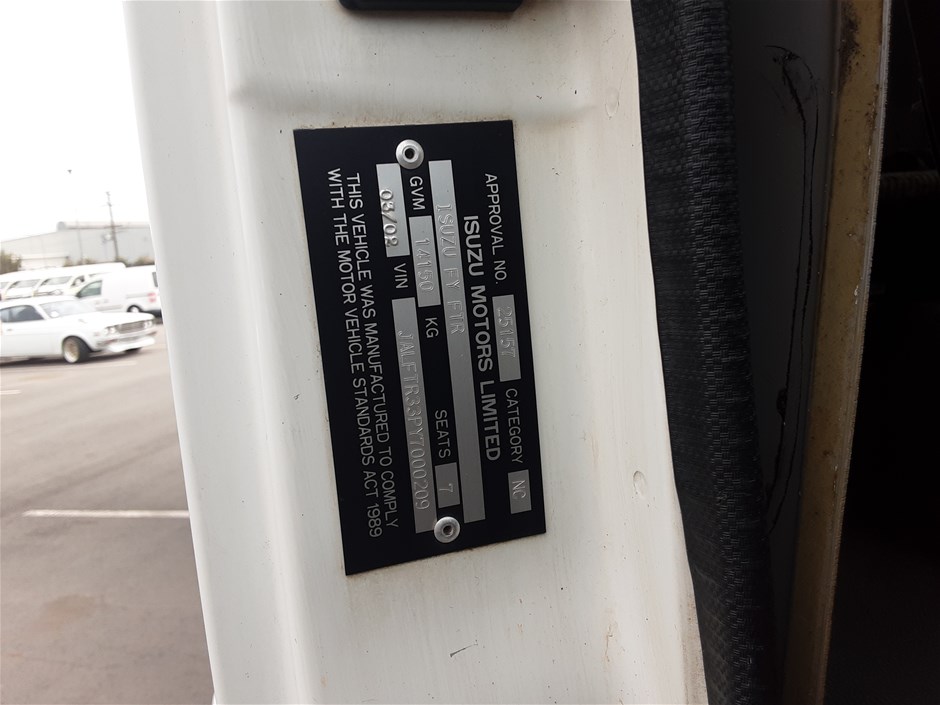 APPROVAL NO. 25157 CATEGORY NC
ISUZU MOTORS LIMITED
ISUZU FY FTR
GVM 14150 KG SEATS 7
03/02 VIN JALFTR33PY7000209
THIS VEHICLE WAS MANUFACTURED TO COMPLY
WITH THE MOTOR VEHICLE STANDARDS ACT 1989